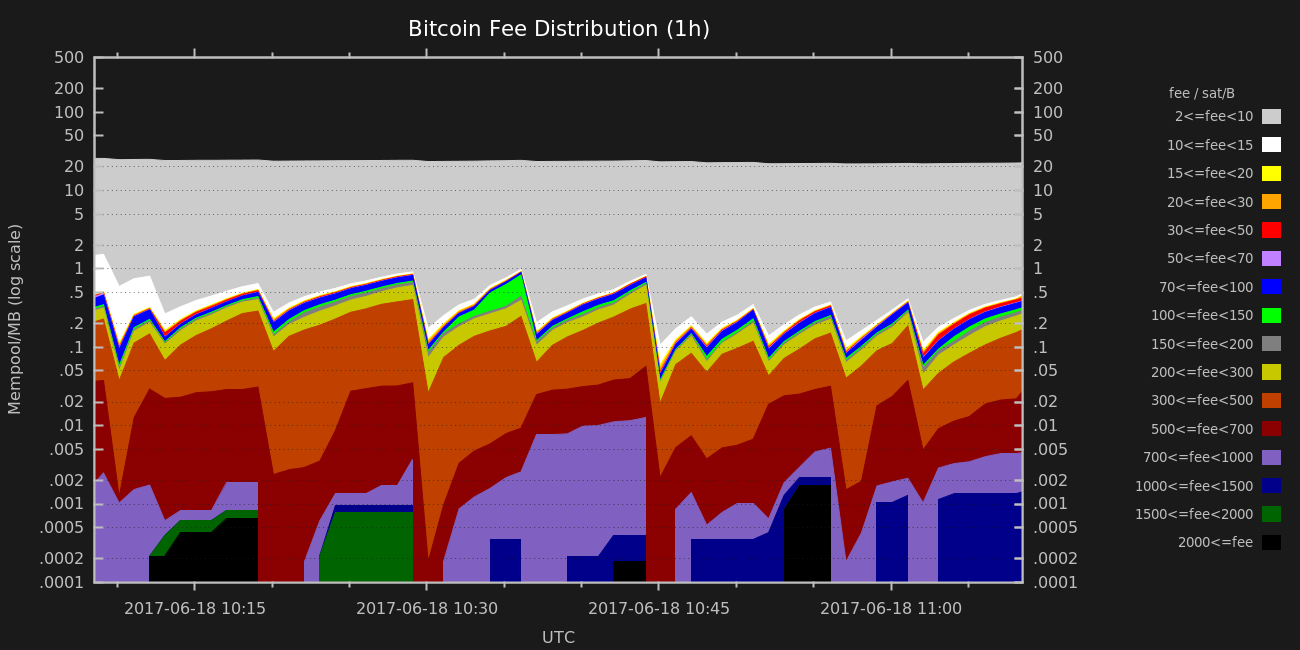 Bitcoin Fee Distribution (1h)
Mempool/MB (log scale)
500
200
100
50
20
10
5
2
1
.5
.2
.1
.05
.02
.01
.005
.002
.001
.0005
.0002
.0001
500
200
100
50
20
10
5
2
1
.5
.2
.1
.05
.02
.01
.005
.002
.001
.0005
.0002
.0001
2017-06-18 10:15
2017-06-18 10:30
2017-06-18 10:45
2017-06-18 11:00
UTC
fee / sat/B
2<=fee<10
10<=fee<15
15<=fee<20
20<=fee<30
30<=fee<50
50<=fee<70
70<=fee<100
100<=fee<150
150<=fee<200
200<=fee<300
300<=fee<500
500<=fee<700
700<=fee<1000
1000<=fee<1500
1500<=fee<2000
2000<=fee